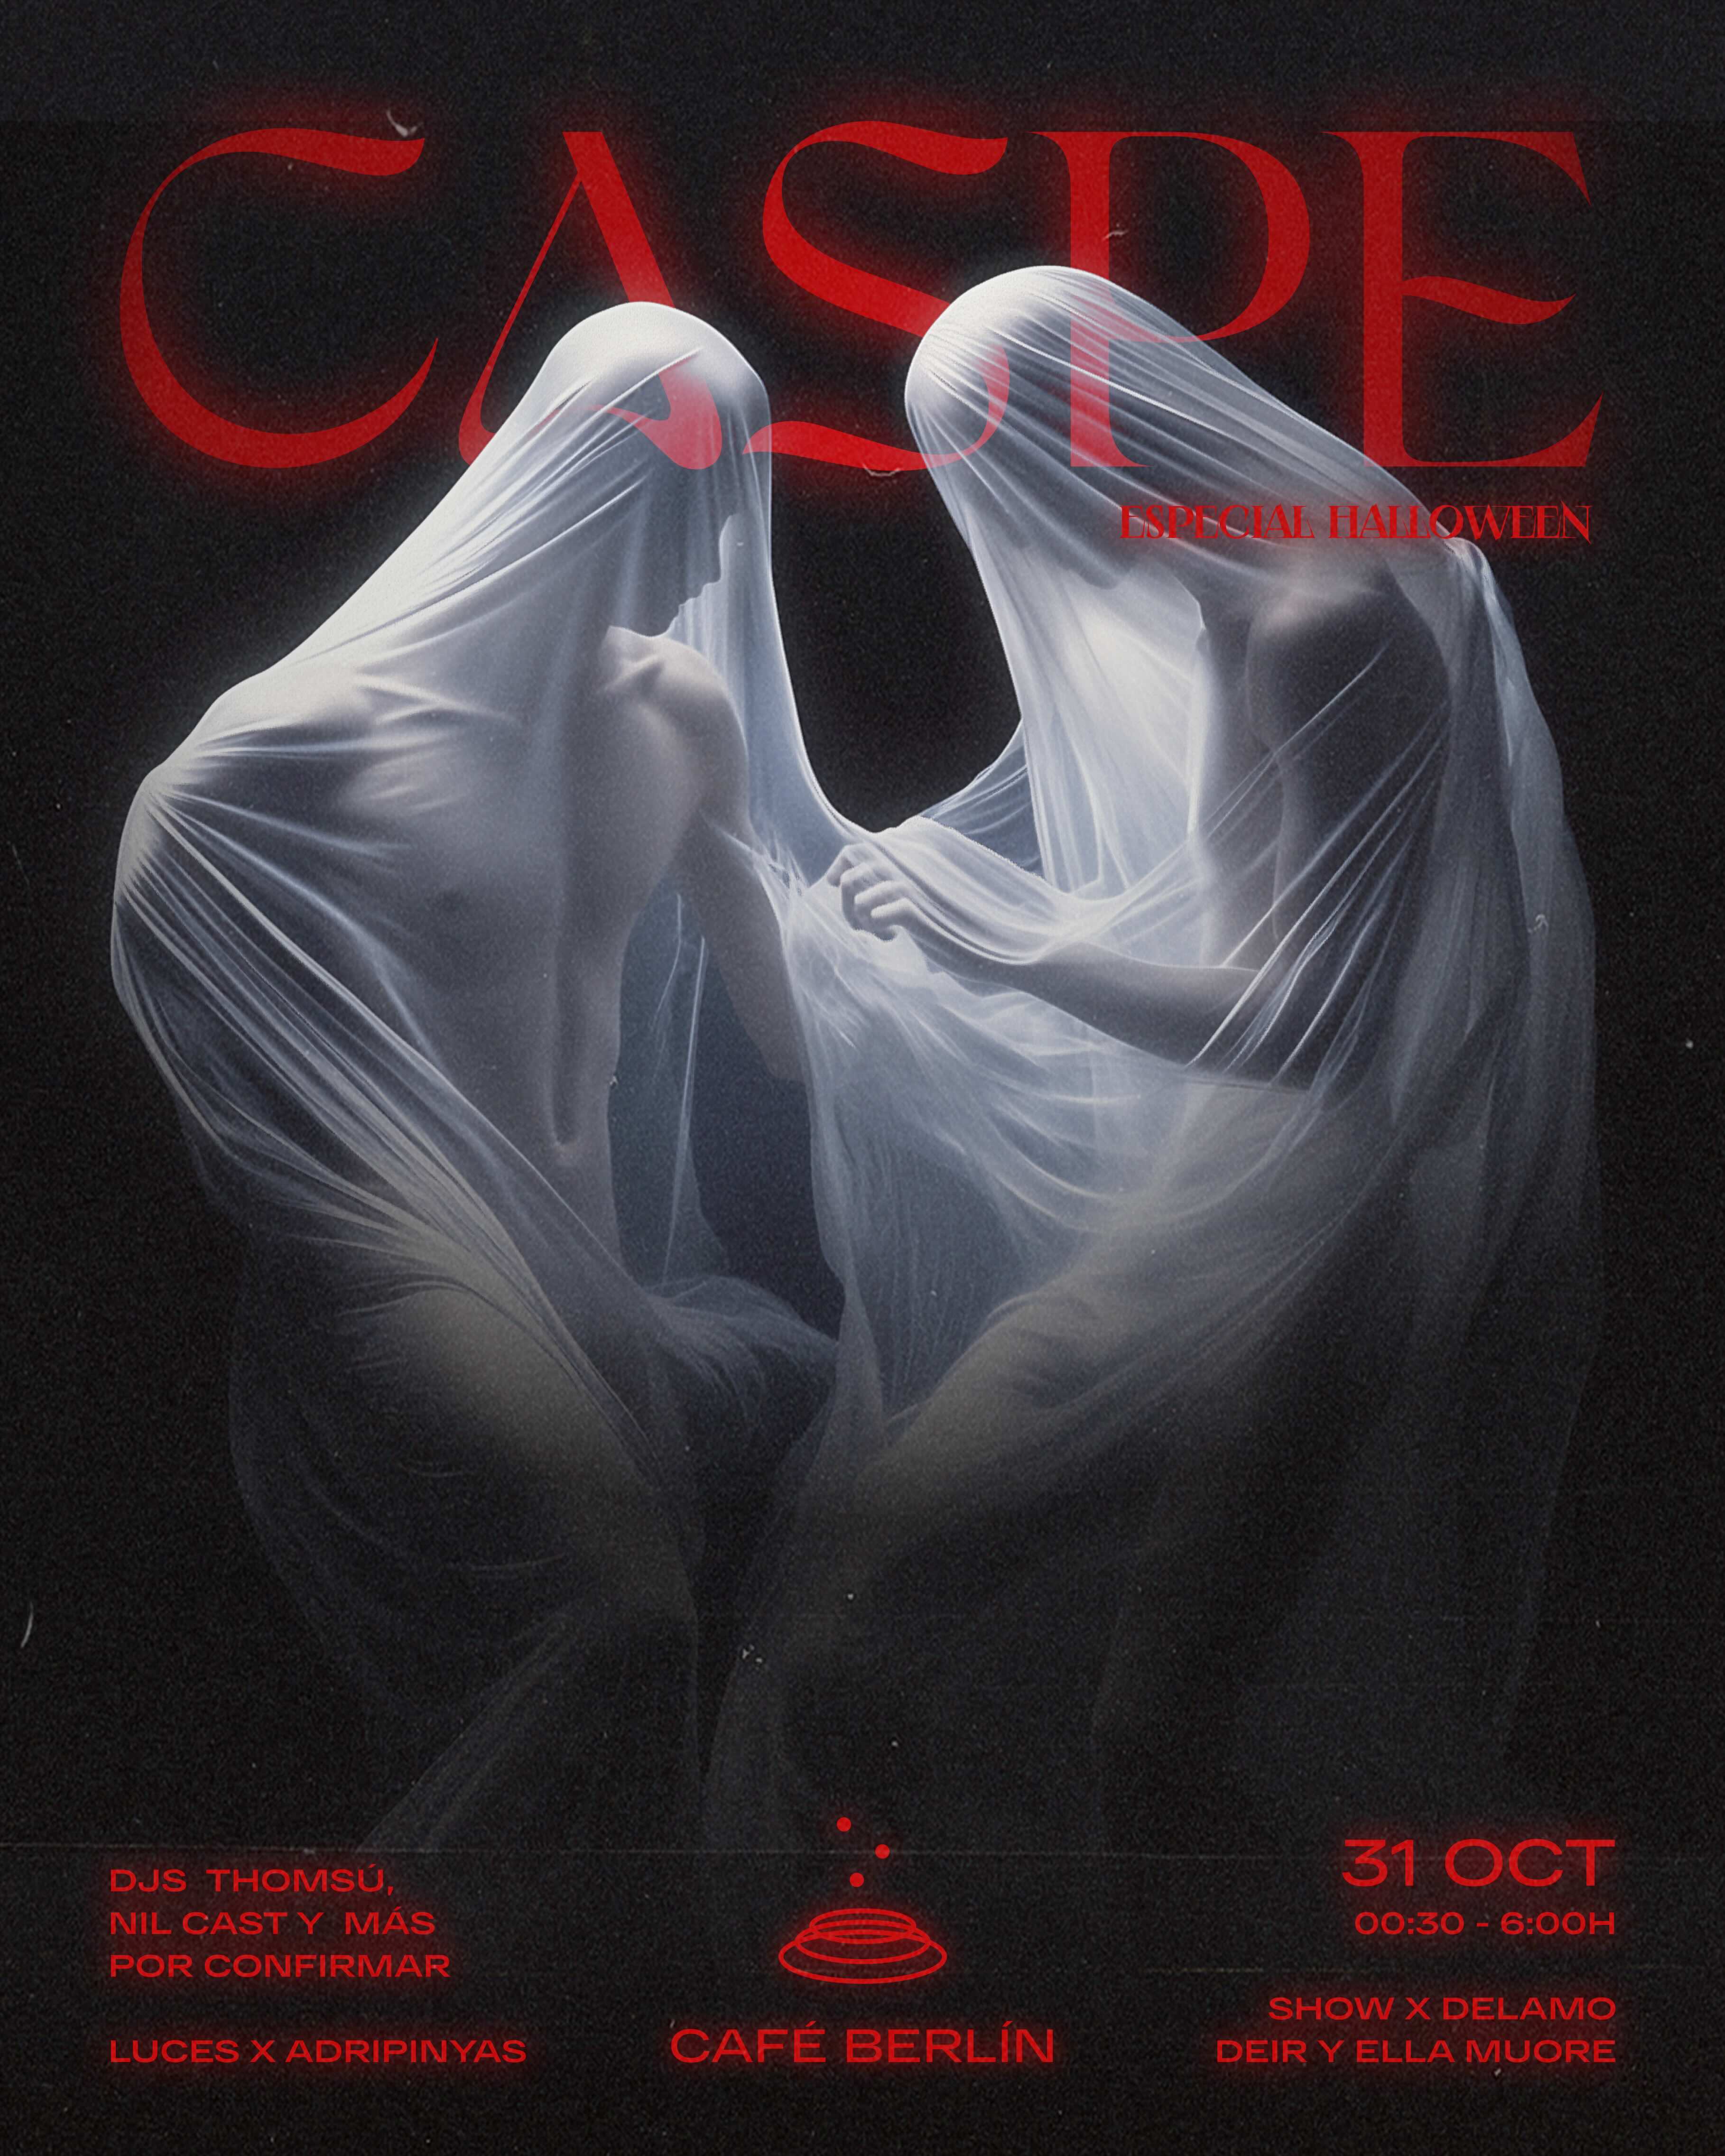 CASPE
ESPECIAL HALLOWEEN
DJS THOMSÚ,
NIL CAST Y MÁS
POR CONFIRMAR
LUCES X ADRIPINYAS
CAFÉ BERLÍN
31 OCT
00:30 - 6:00H
SHOW X DELAMO
DEIR Y ELLA MUORE